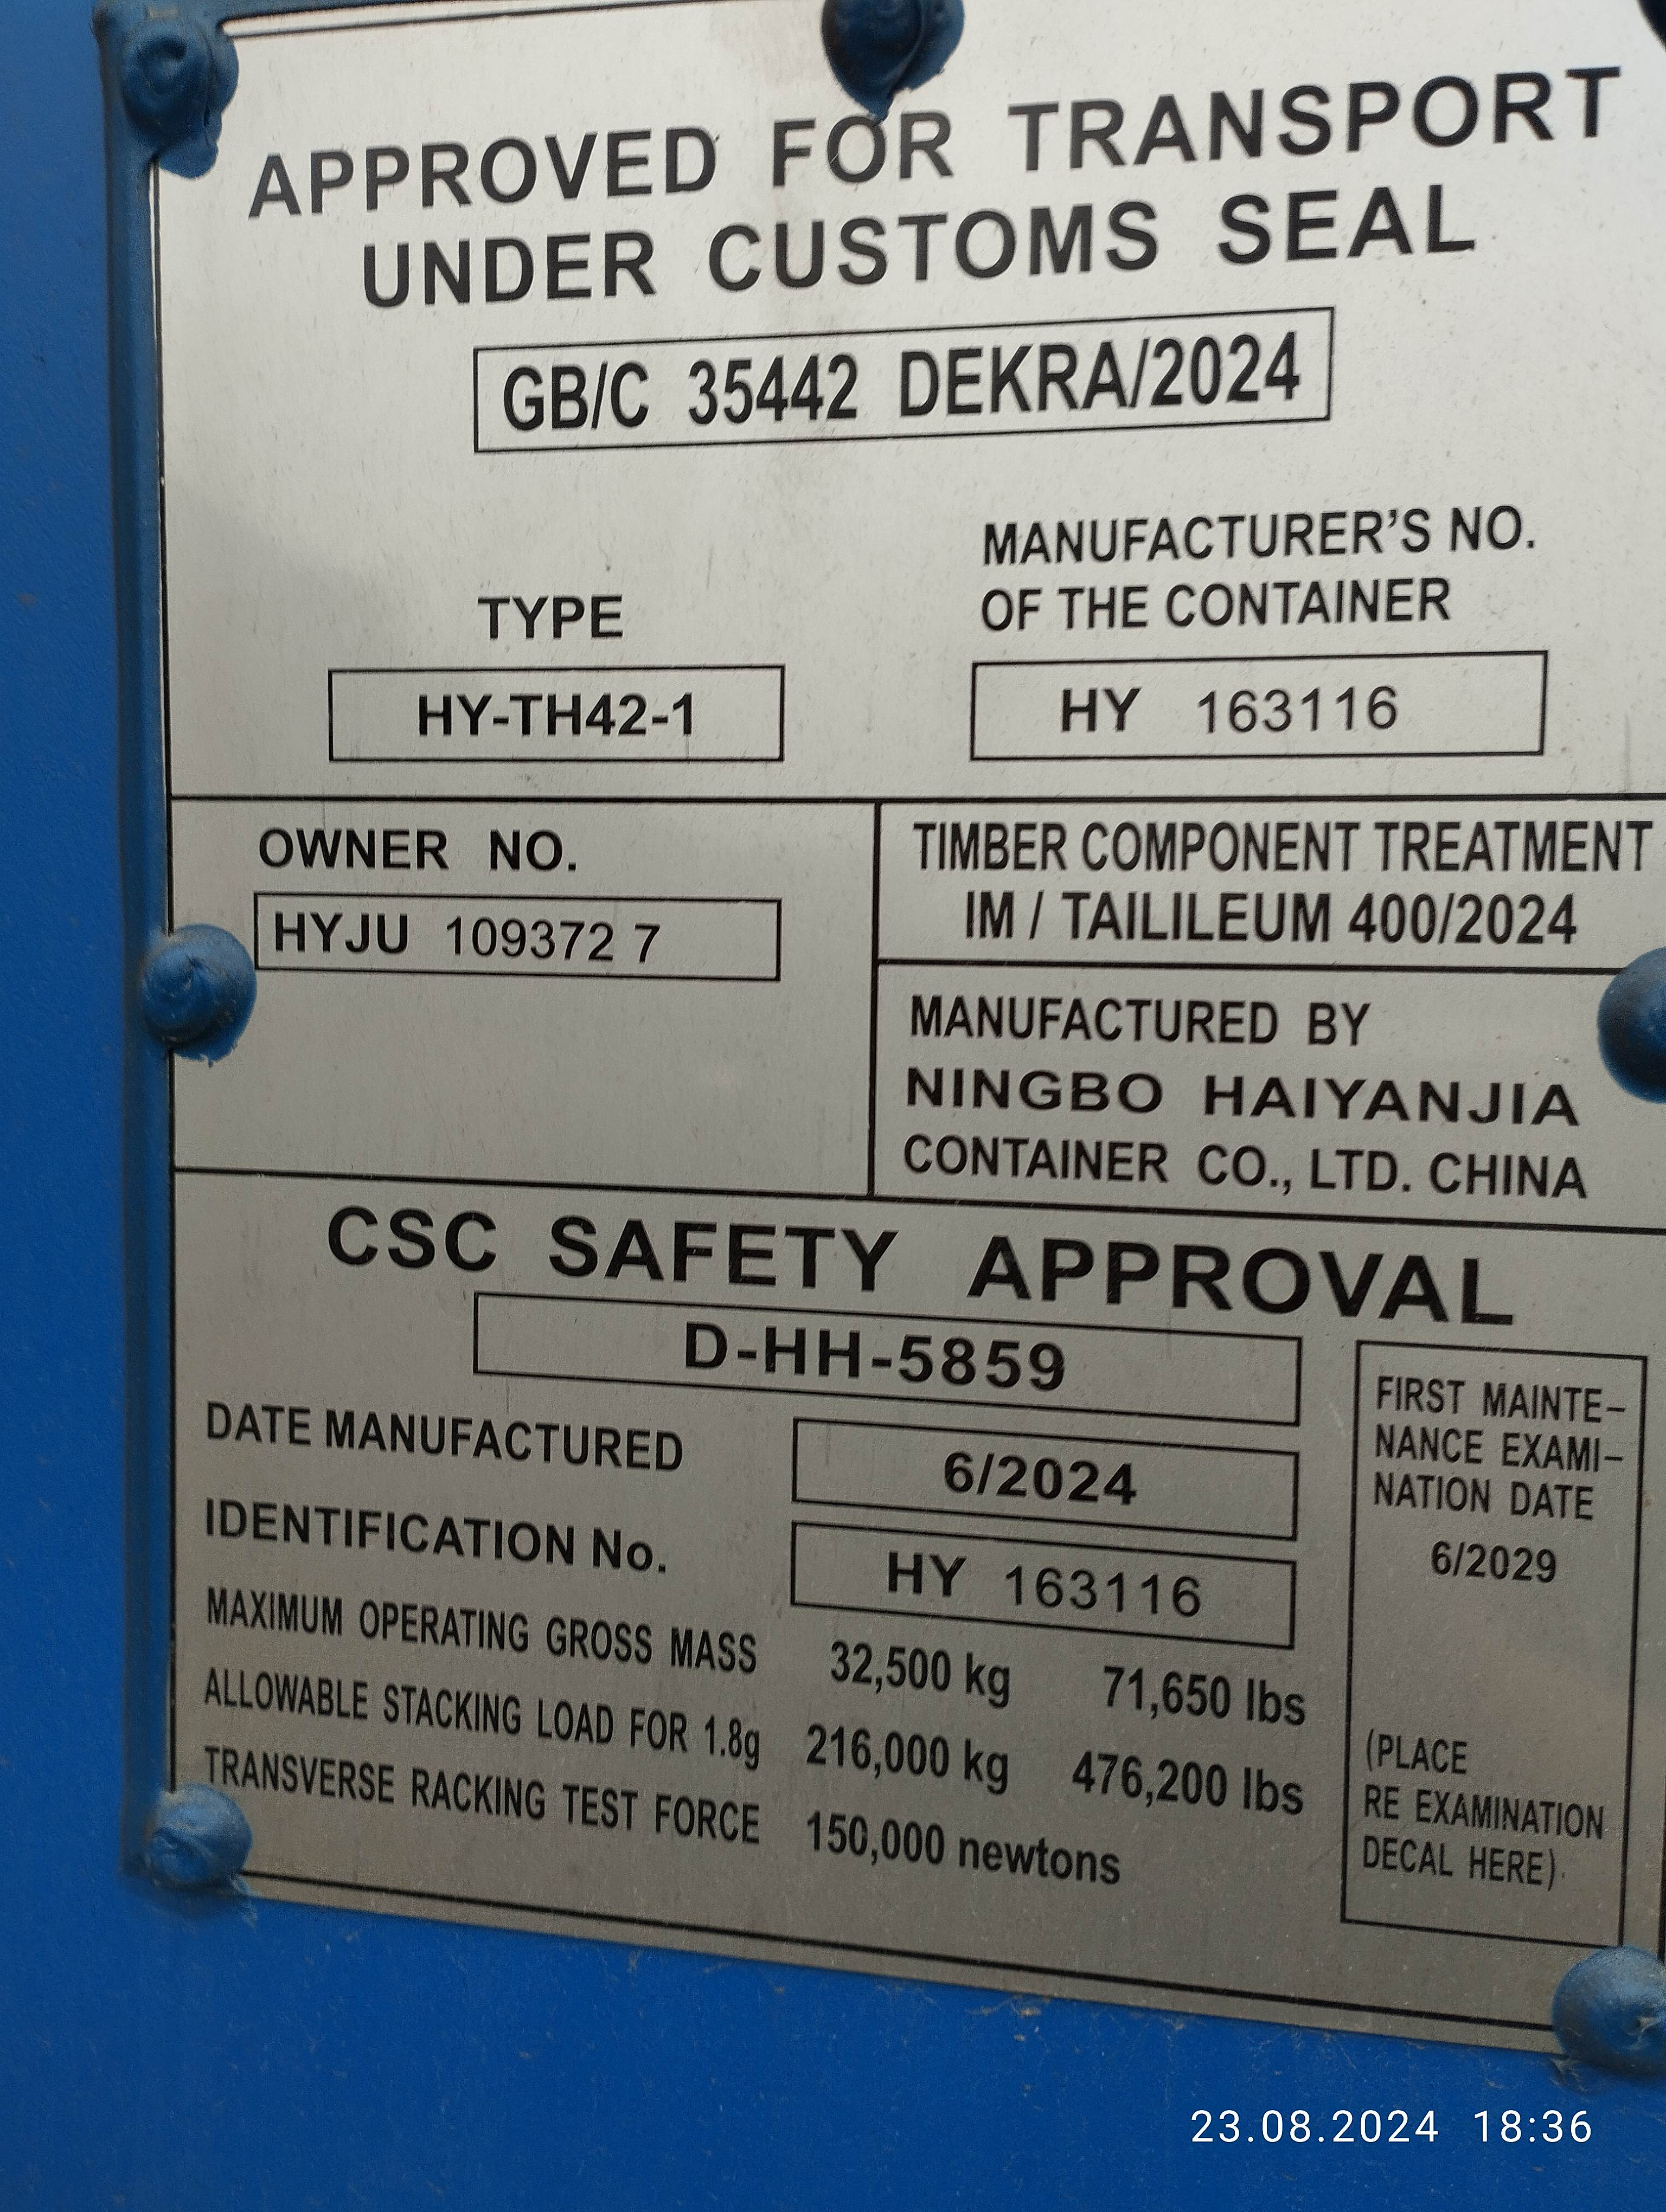 APPROVED FOR TRANSPORT
UNDER CUSTOMS SEAL
GB/C 35442 DEKRA/2024
TYPE
HY-TH42-1
MANUFACTURER'S NO.
OF THE CONTAINER
HY 163116
OWNER NO.
HYJU 109372 7
TIMBER COMPONENT TREATMENT
IM / TAILILEUM 400/2024
MANUFACTURED BY
NINGBO HAIYANJIA
CONTAINER CO., LTD. CHINA
CSC SAFETY APPROVAL
D-HH-5859
DATE MANUFACTURED 6/2024
IDENTIFICATION No. HY 163116
MAXIMUM OPERATING GROSS MASS 32,500 kg 71,650 lbs
ALLOWABLE STACKING LOAD FOR 1.8g 216,000 kg 476,200 lbs
TRANSVERSE RACKING TEST FORCE 150,000 newtons
FIRST MAINTE-
NANCE EXAMI-
NATION DATE
6/2029
(PLACE
RE EXAMINATION
DECAL HERE)
23.08.2024 18:36